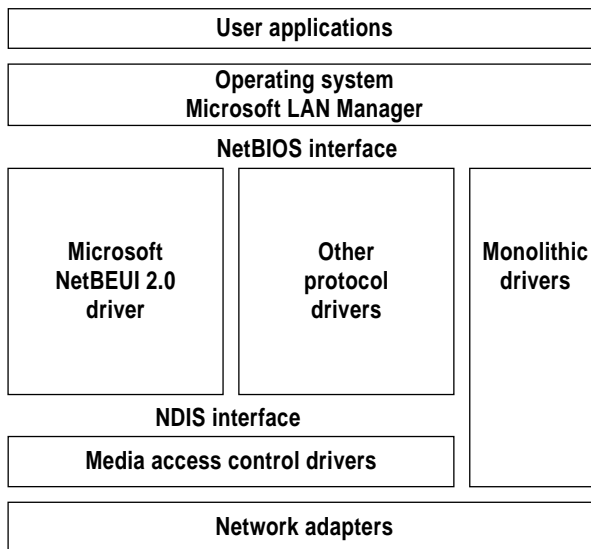 User applications
Operating system
Microsoft LAN Manager
NetBIOS interface
Microsoft
NetBEUI 2.0
driver
Other
protocol
drivers
Monolithic
drivers
NDIS interface
Media access control drivers
Network adapters